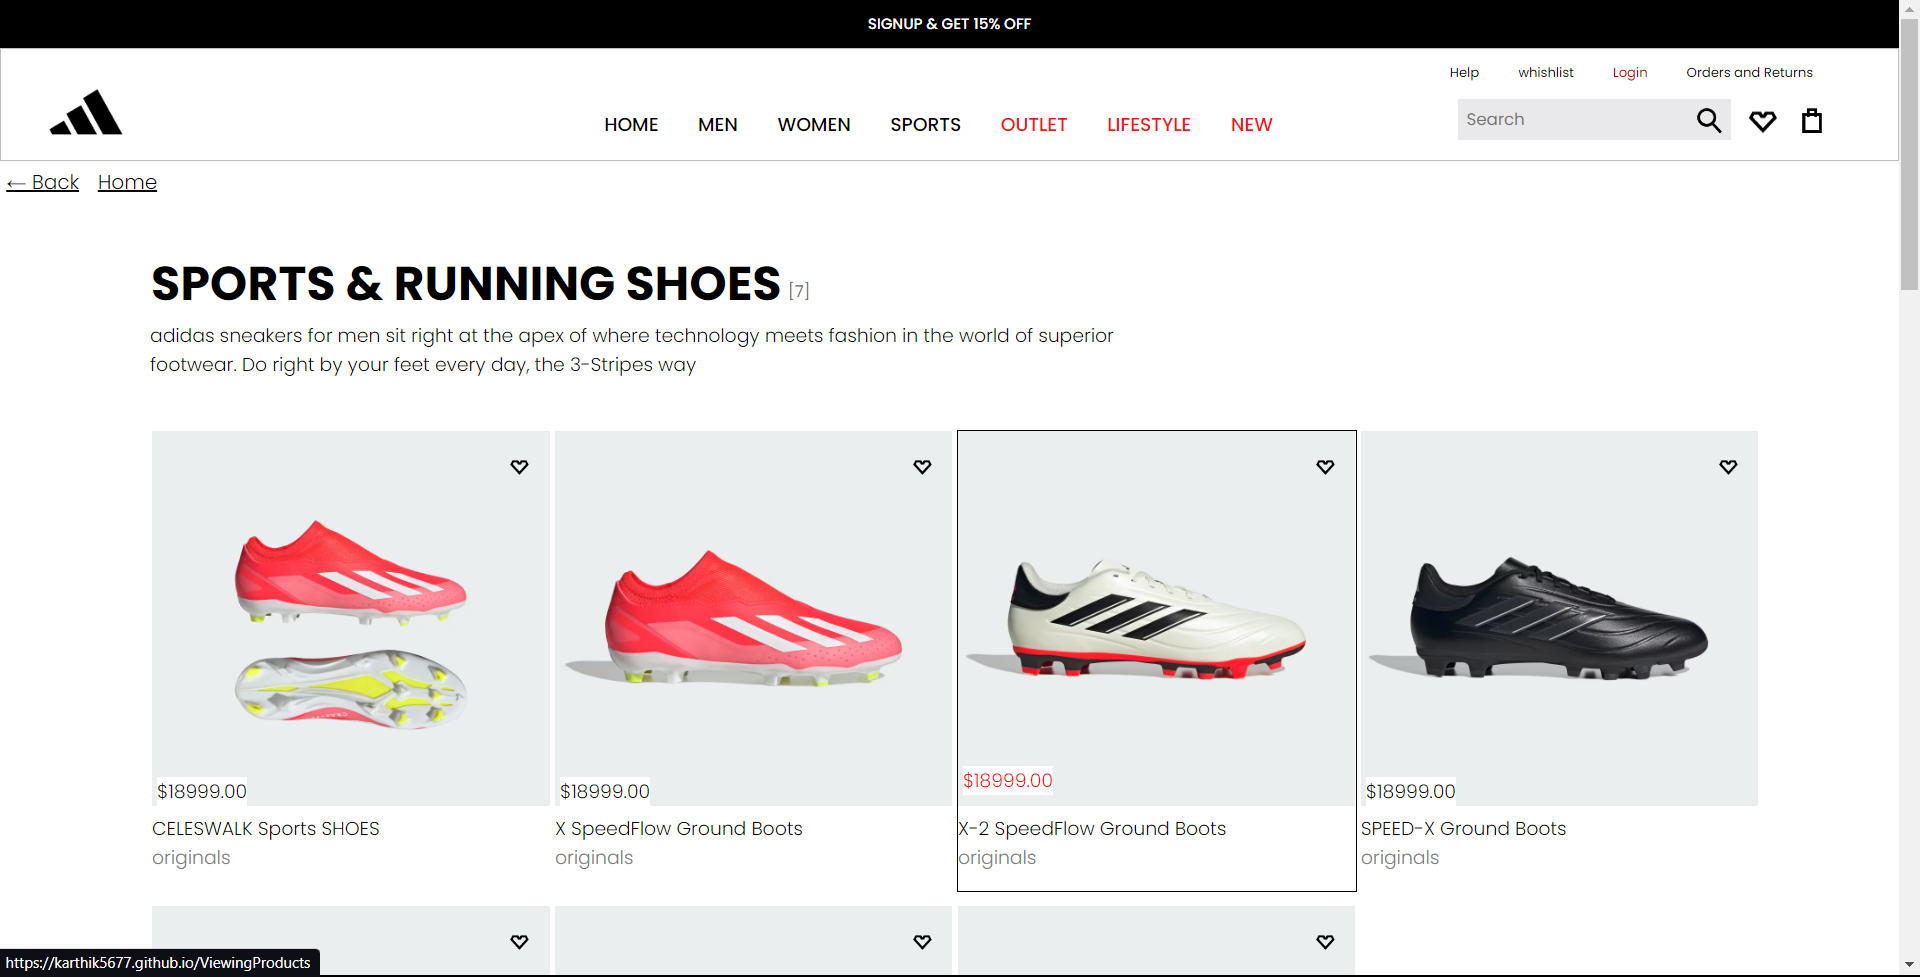 SIGNUP & GET 15% OFF
Help whishlist Login Orders and Returns
HOME MEN WOMEN SPORTS OUTLET LIFESTYLE NEW
Search
← Back Home
SPORTS & RUNNING SHOES [7]
adidas sneakers for men sit right at the apex of where technology meets fashion in the world of superior
footwear. Do right by your feet every day, the 3-Stripes way
$18999.00
CELESWALK Sports SHOES
originals
$18999.00
X SpeedFlow Ground Boots
originals
$18999.00
X-2 SpeedFlow Ground Boots
originals
$18999.00
SPEED-X Ground Boots
originals
https://karthik5677.github.io/ViewingProducts